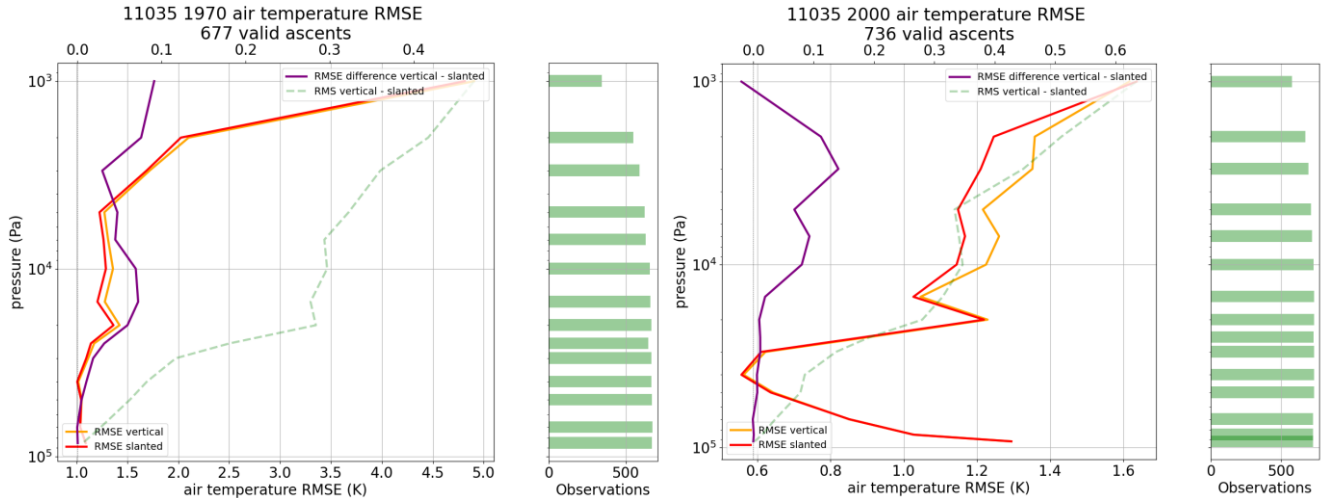 11035 1970 air temperature RMSE
677 valid ascents
0.0 0.1 0.2 0.3 0.4
RMSE difference vertical - slanted
RMS vertical - slanted
10³
10⁴
10⁵
pressure (Pa)
RMSE vertical
RMSE slanted
1.0 1.5 2.0 2.5 3.0 3.5 4.0 4.5 5.0
air temperature RMSE (K)
0 500
Observations
11035 2000 air temperature RMSE
736 valid ascents
0.0 0.1 0.2 0.3 0.4 0.5 0.6
RMSE difference vertical - slanted
RMS vertical - slanted
10³
10⁴
10⁵
pressure (Pa)
RMSE vertical
RMSE slanted
0.6 0.8 1.0 1.2 1.4 1.6
air temperature RMSE (K)
0 500
Observations